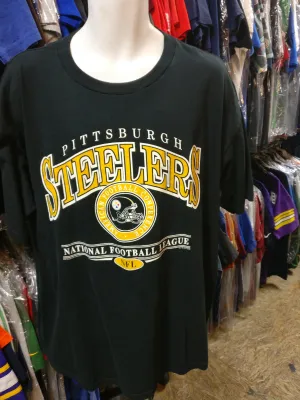 PITTSBURGH
STEELERS
NATIONAL FOOTBALL LEAGUE
NFL